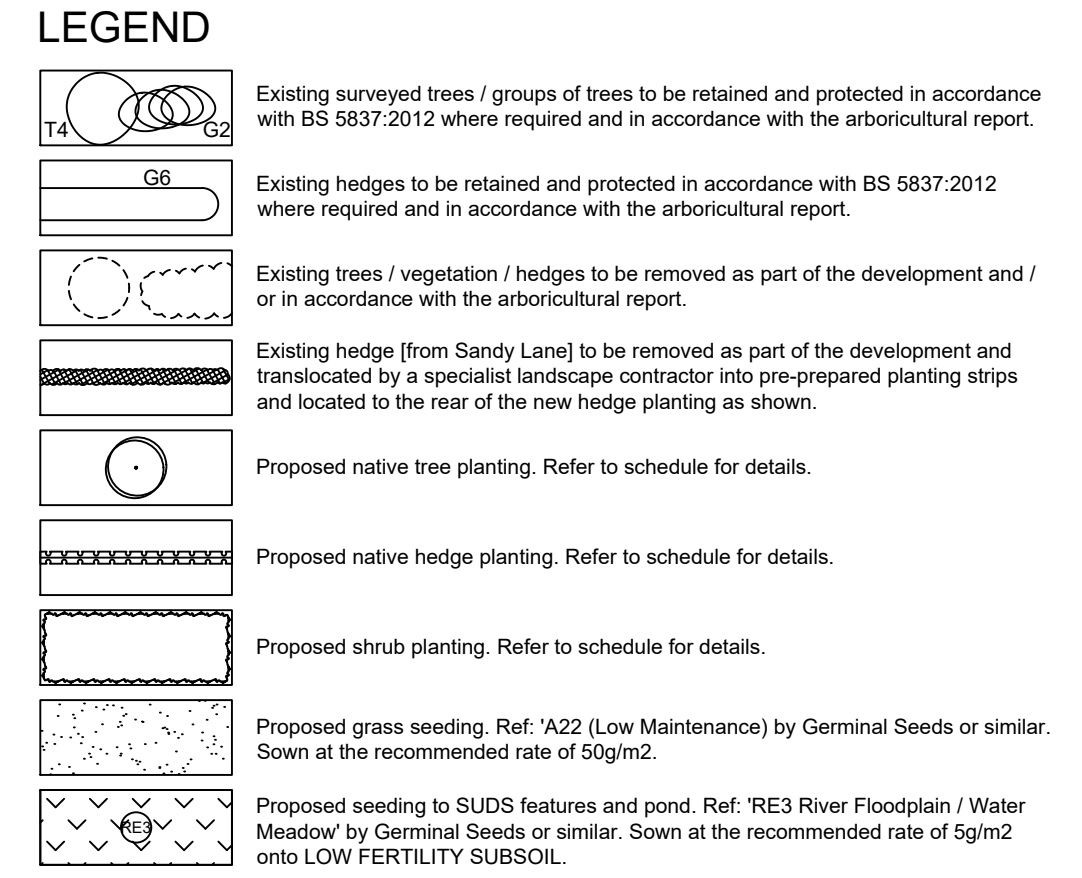 LEGEND
T4 G2
Existing surveyed trees / groups of trees to be retained and protected in accordance
with BS 5837:2012 where required and in accordance with the arboricultural report.
G6
Existing hedges to be retained and protected in accordance with BS 5837:2012
where required and in accordance with the arboricultural report.
Existing trees / vegetation / hedges to be removed as part of the development and /
or in accordance with the arboricultural report.
Existing hedge [from Sandy Lane] to be removed as part of the development and
translocated by a specialist landscape contractor into pre-prepared planting strips
and located to the rear of the new hedge planting as shown.
Proposed native tree planting. Refer to schedule for details.
Proposed native hedge planting. Refer to schedule for details.
Proposed shrub planting. Refer to schedule for details.
Proposed grass seeding. Ref: 'A22 (Low Maintenance) by Germinal Seeds or similar.
Sown at the recommended rate of 50g/m2.
RE3
Proposed seeding to SUDS features and pond. Ref: 'RE3 River Floodplain / Water
Meadow' by Germinal Seeds or similar. Sown at the recommended rate of 5g/m2
onto LOW FERTILITY SUBSOIL.